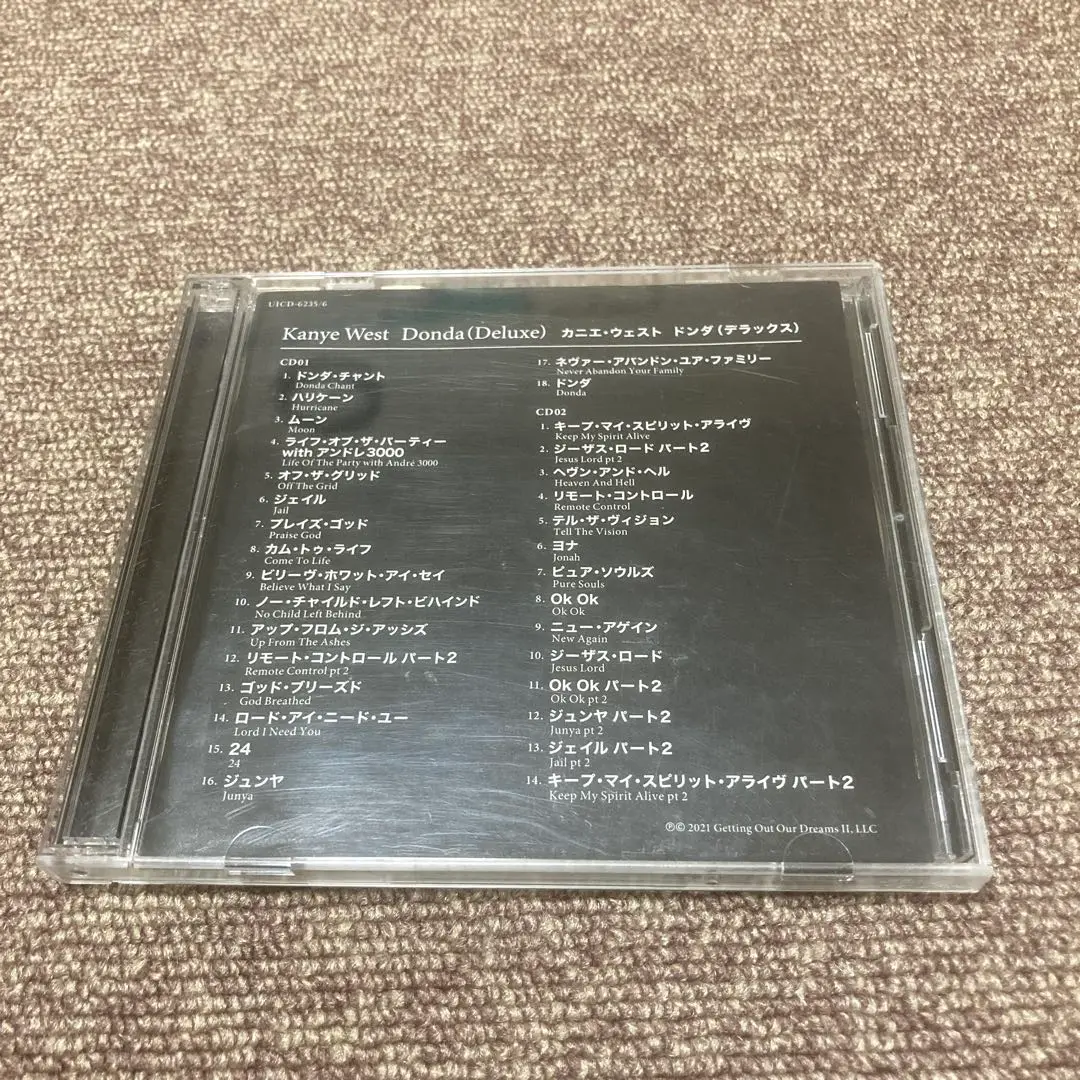 UICD-6235/6
Kanye West Donda (Deluxe) カニエ・ウェスト ドンダ (デラックス)
CD01
1. ドンダ・チャント
Donda Chant
2. ハリケーン
Hurricane
3. ムーン
Moon
4. ライフ・オブ・ザ・パーティー
with アンドレ3000
Life Of The Party with André 3000
5. オフ・ザ・グリッド
Off The Grid
6. ジェイル
Jail
7. プレイズ・ゴッド
Praise God
8. カム・トゥ・ライフ
Come To Life
9. ビリーヴ・ホワット・アイ・セイ
Believe What I Say
10. ノー・チャイルド・レフト・ビハインド
No Child Left Behind
11. アップ・フロム・ジ・アッシズ
Up From The Ashes
12. リモート・コントロール パート2
Remote Control pt 2
13. ゴッド・ブリーズド
God Breathed
14. ロード・アイ・ニード・ユー
Lord I Need You
15. 24
24
16. ジュンヤ
Junya
17. ネヴァー・アバンドン・ユア・ファミリー
Never Abandon Your Family
18. ドンダ
Donda
CD02
1. キープ・マイ・スピリット・アライヴ
Keep My Spirit Alive
2. ジーザス・ロード パート2
Jesus Lord pt 2
3. ヘヴン・アンド・ヘル
Heaven And Hell
4. リモート・コントロール
Remote Control
5. テル・ザ・ヴィジョン
Tell The Vision
6. ヨナ
Jonah
7. ピュア・ソウルズ
Pure Souls
8. Ok Ok
Ok Ok
9. ニュー・アゲイン
New Again
10. ジーザス・ロード
Jesus Lord
11. Ok Ok パート2
Ok Ok pt 2
12. ジュンヤ パート2
Junya pt 2
13. ジェイル パート2
Jail pt 2
14. キープ・マイ・スピリット・アライヴ パート2
Keep My Spirit Alive pt 2
℗© 2021 Getting Out Our Dreams II, LLC